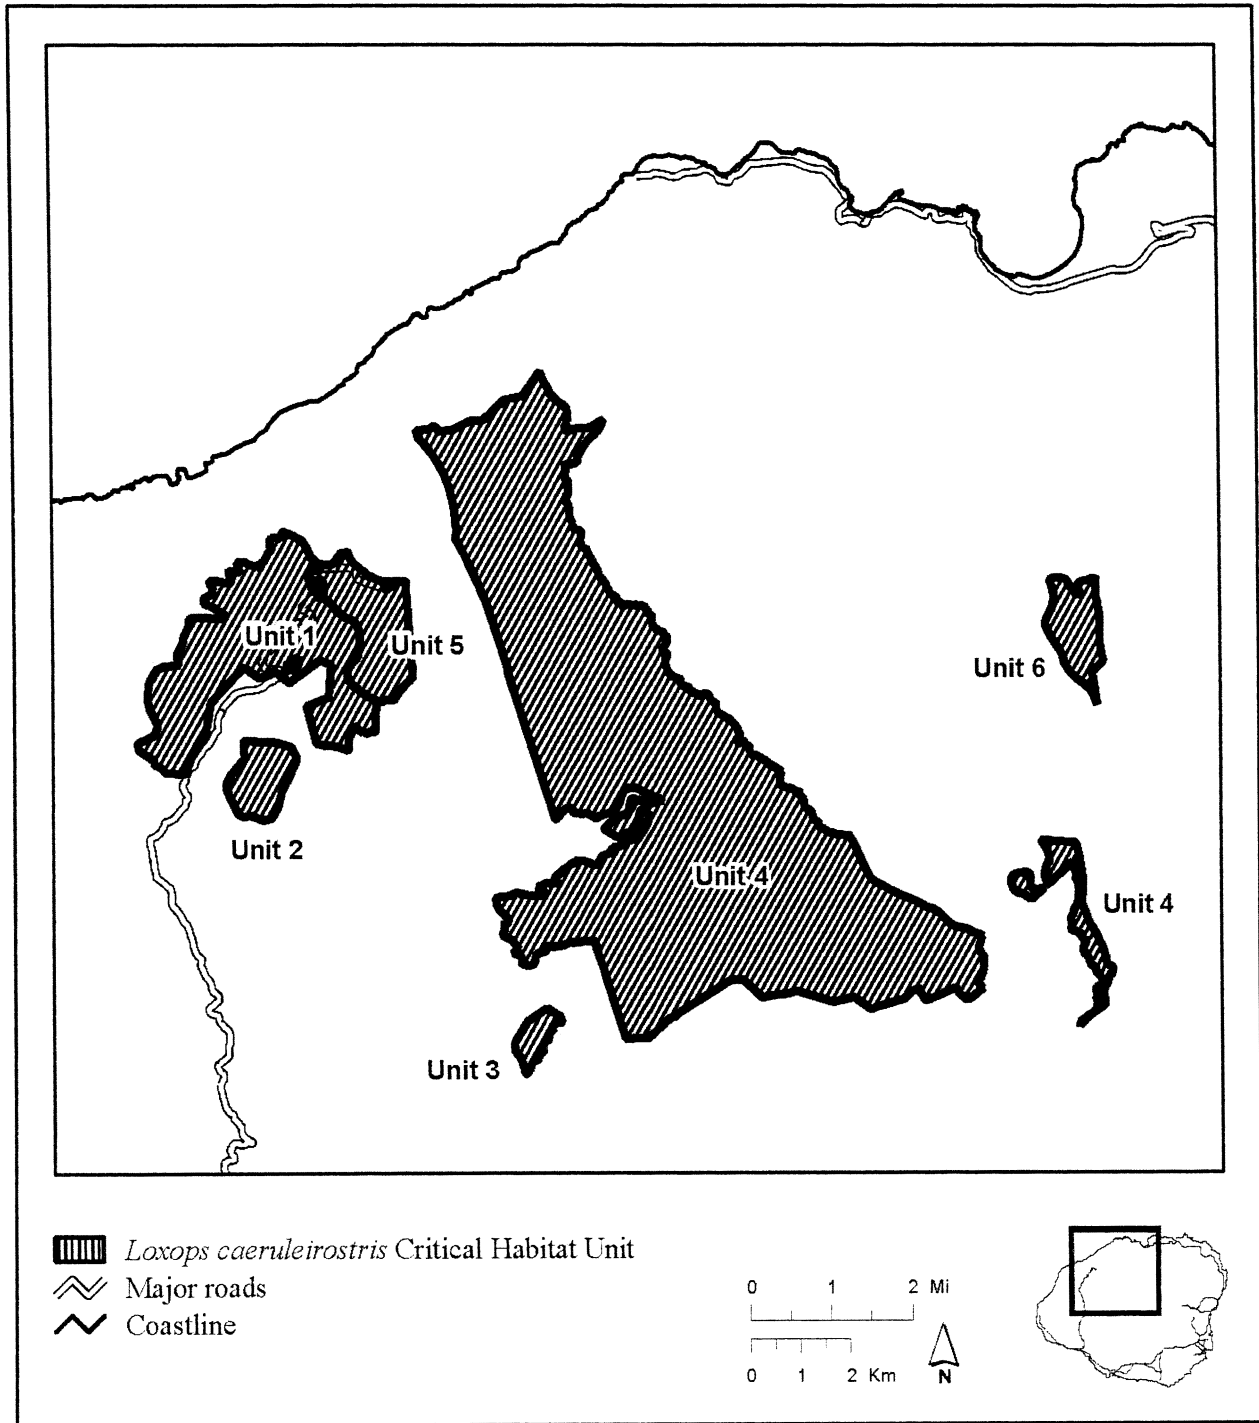 Unit 1
Unit 5
Unit 6
Unit 2
Unit 4
Unit 4
Unit 3
Loxops caeruleirostris Critical Habitat Unit
Major roads
Coastline
0 1 2 Mi
0 1 2 Km
N